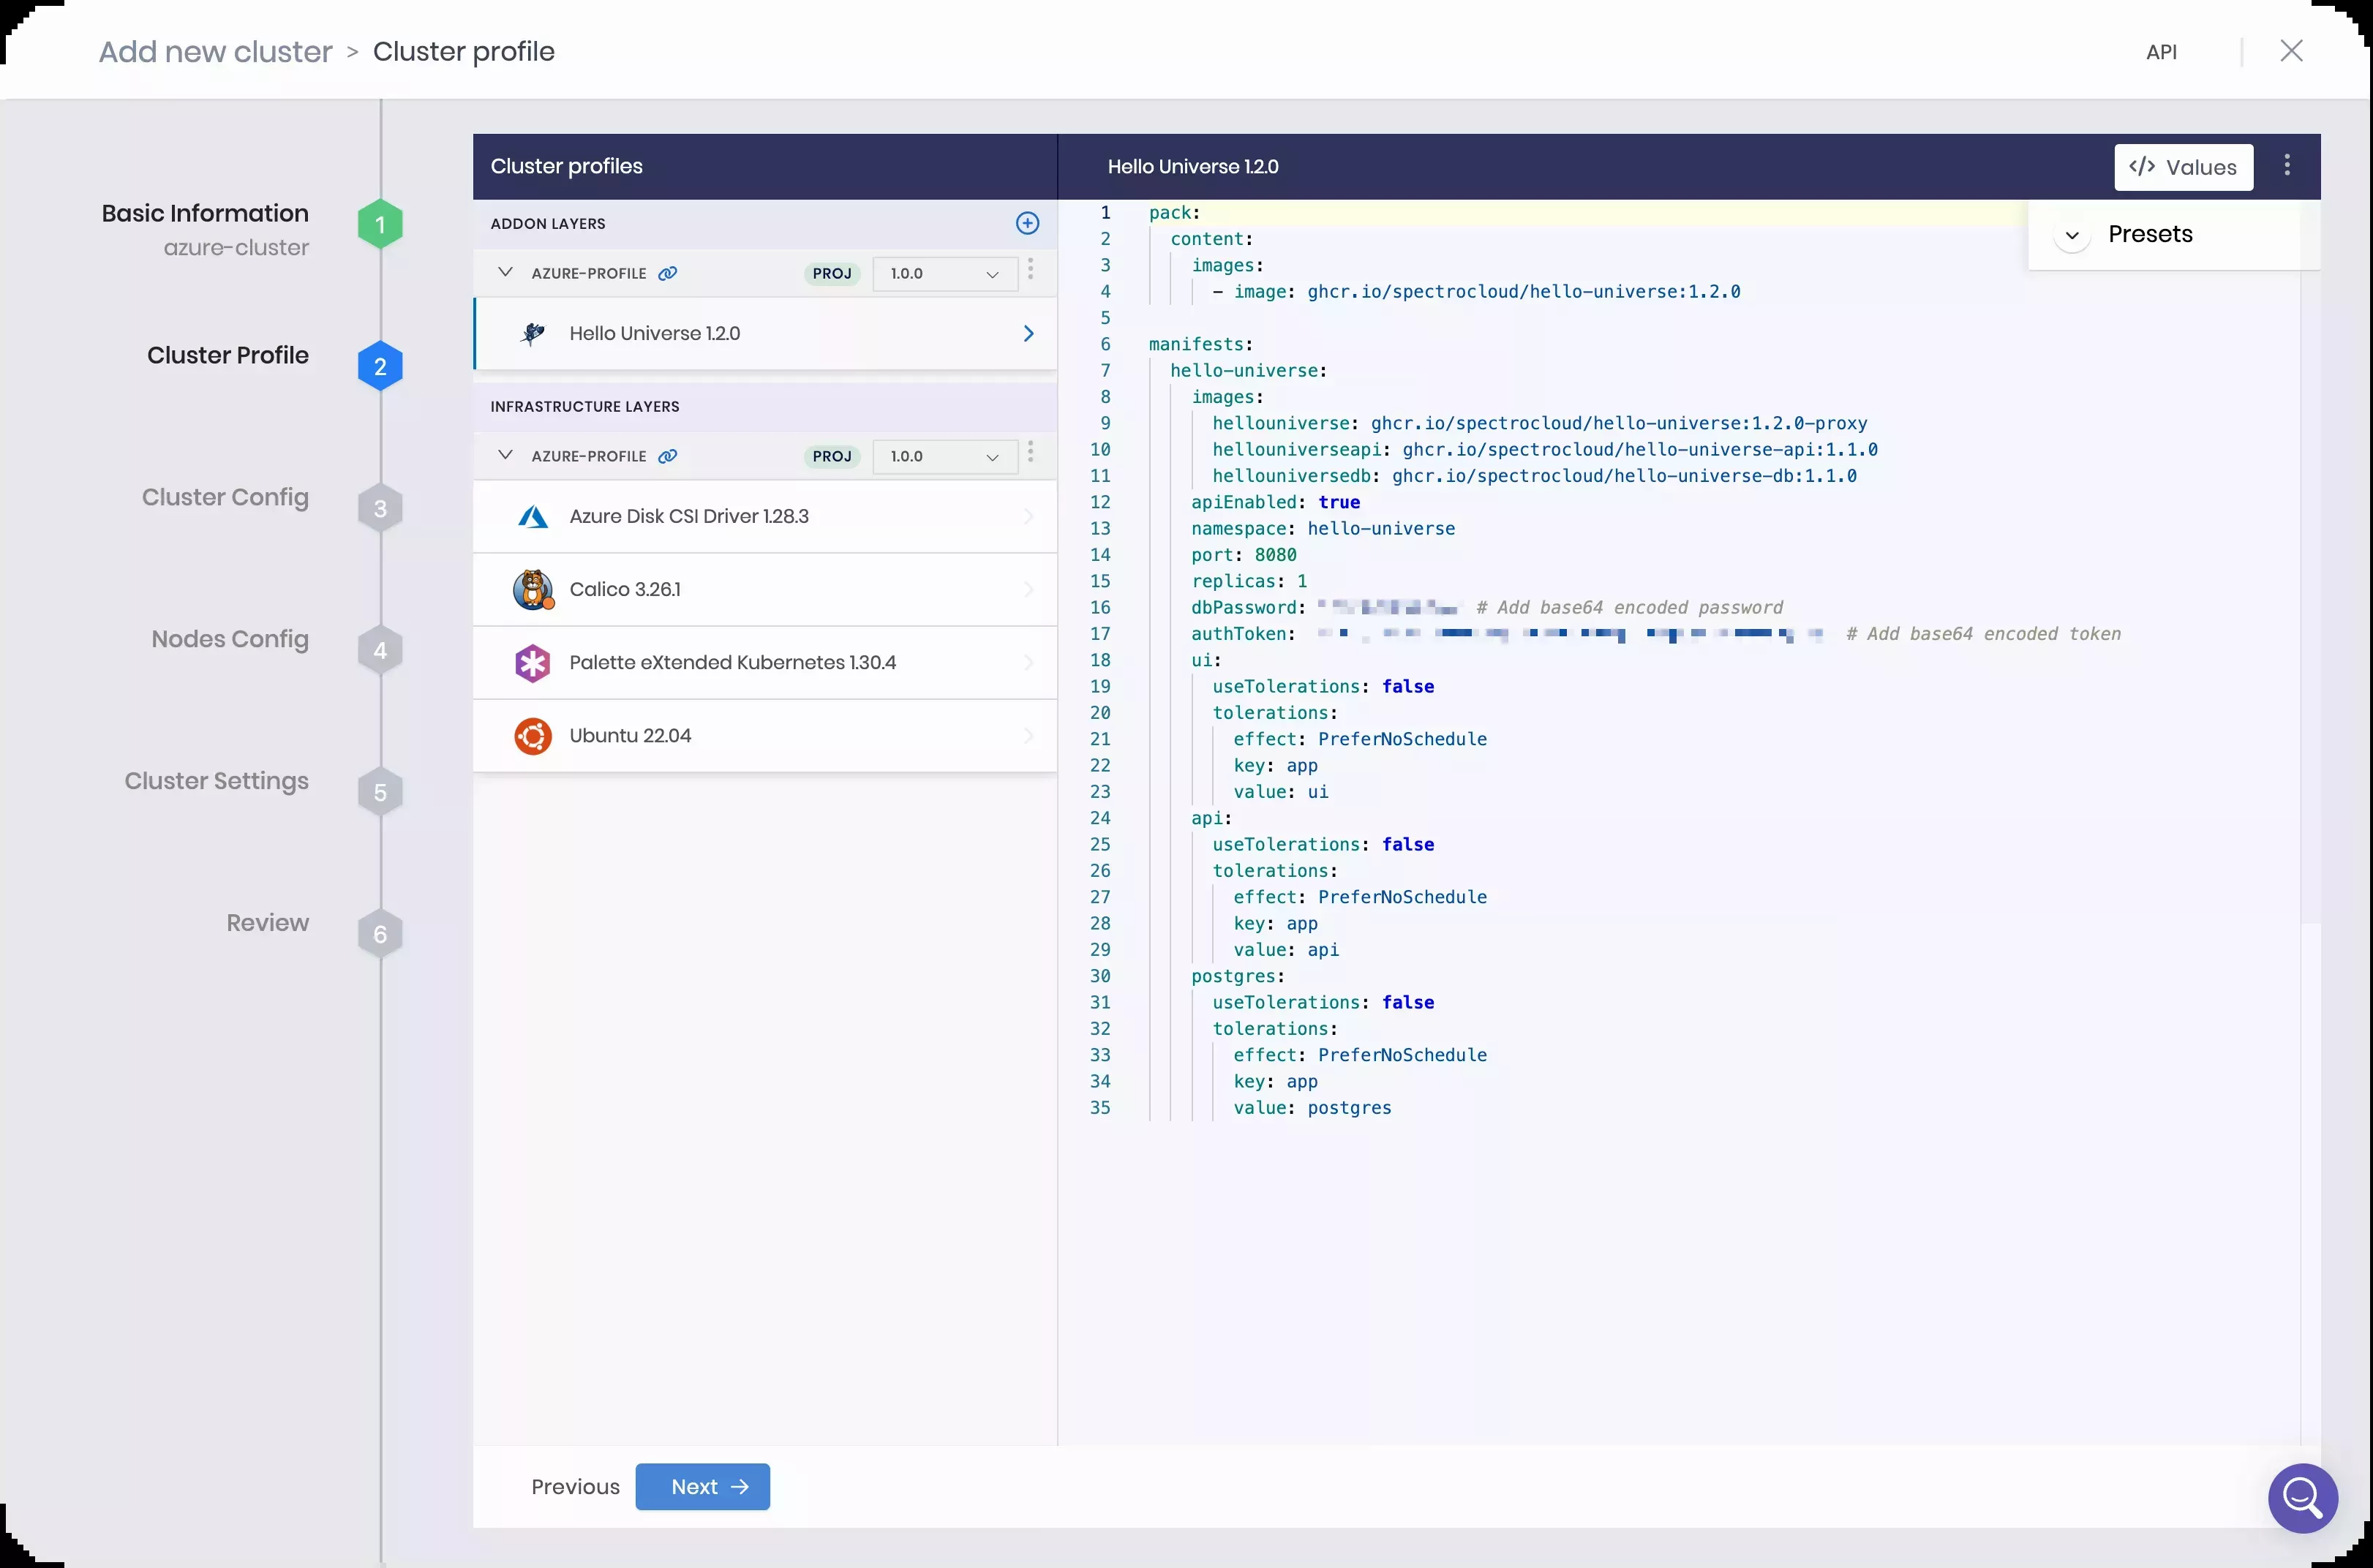 Add new cluster > Cluster profile
API
Basic Information
azure-cluster
1
Cluster Profile
2
Cluster Config
3
Nodes Config
4
Cluster Settings
5
Review
6
Cluster profiles
ADDON LAYERS
AZURE-PROFILE PROJ 1.0.0
Hello Universe 1.2.0
INFRASTRUCTURE LAYERS
AZURE-PROFILE PROJ 1.0.0
Azure Disk CSI Driver 1.28.3
Calico 3.26.1
Palette eXtended Kubernetes 1.30.4
Ubuntu 22.04
Hello Universe 1.2.0
</> Values
Presets
1 pack:
2 content:
3 images:
4 - image: ghcr.io/spectrocloud/hello-universe:1.2.0
5
6 manifests:
7 hello-universe:
8 images:
9 hellouniverse: ghcr.io/spectrocloud/hello-universe:1.2.0-proxy
10 hellouniverseapi: ghcr.io/spectrocloud/hello-universe-api:1.1.0
11 hellouniversedb: ghcr.io/spectrocloud/hello-universe-db:1.1.0
12 apiEnabled: true
13 namespace: hello-universe
14 port: 8080
15 replicas: 1
16 dbPassword: # Add base64 encoded password
17 authToken: # Add base64 encoded token
18 ui:
19 useTolerations: false
20 tolerations:
21 effect: PreferNoSchedule
22 key: app
23 value: ui
24 api:
25 useTolerations: false
26 tolerations:
27 effect: PreferNoSchedule
28 key: app
29 value: api
30 postgres:
31 useTolerations: false
32 tolerations:
33 effect: PreferNoSchedule
34 key: app
35 value: postgres
Previous
Next →